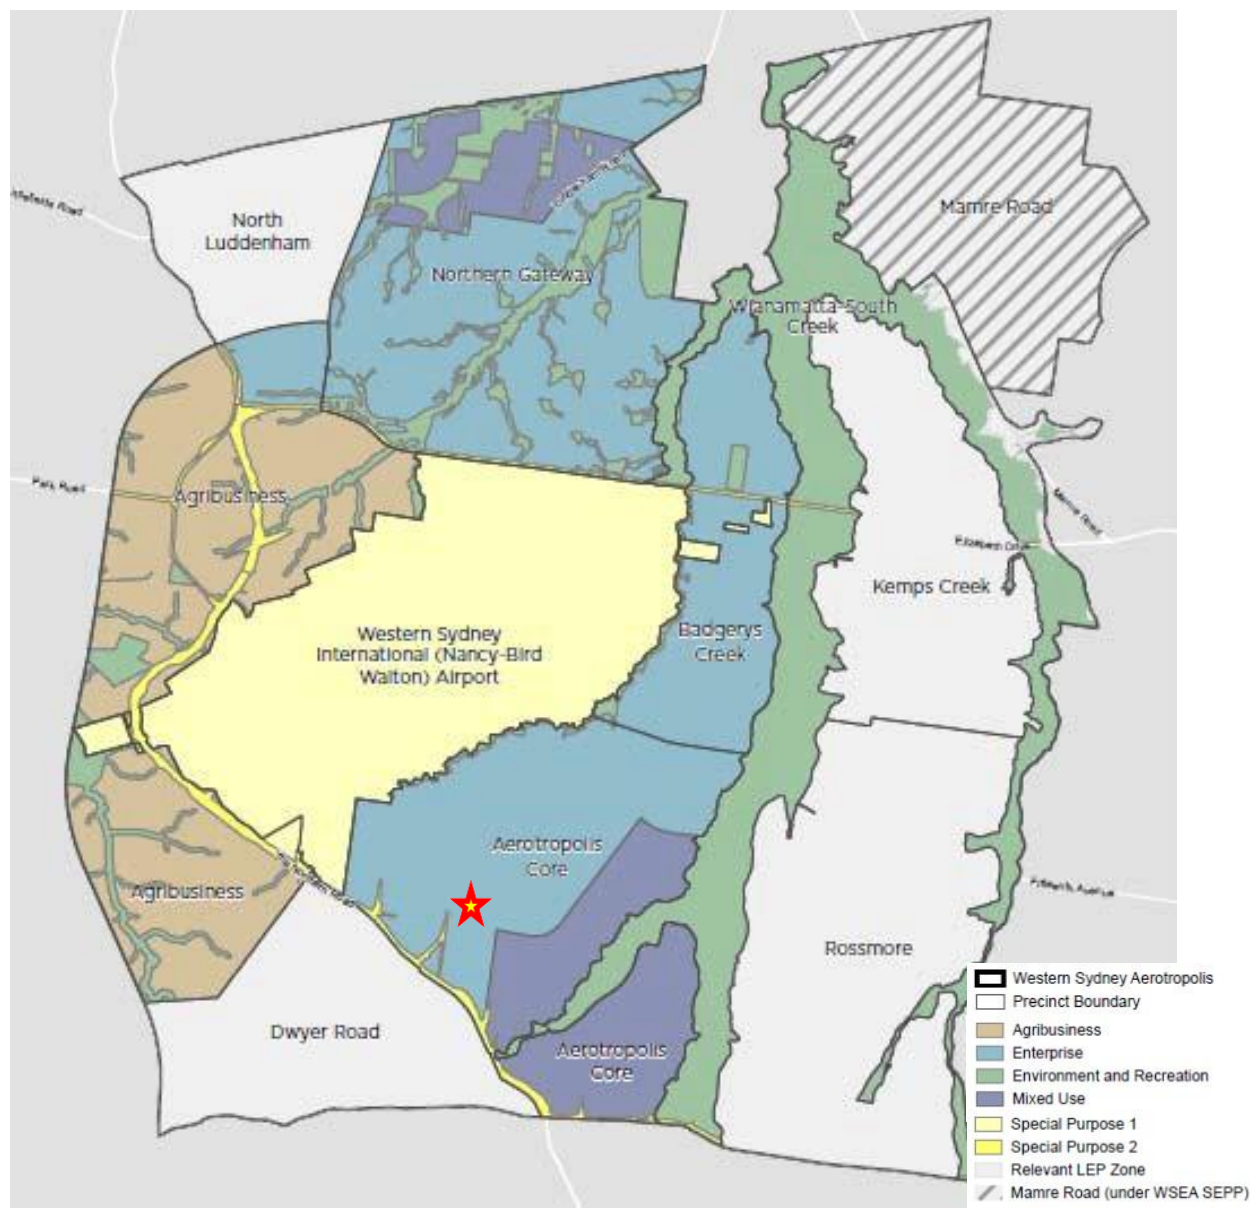 Mamre Road
North
Luddenham
Northern Gateway
Wianamatta-South
Creek
Park Road
Agribusiness
Mamre Road
Elizabeth Drive
Kemps Creek
Western Sydney
International (Nancy-Bird
Walton) Airport
Badgerys
Creek
Aerotropolis
Core
The Northern Road
Agribusiness
Fifteenth Avenue
Rossmore
Dwyer Road
Aerotropolis
Core
Western Sydney Aerotropolis
Precinct Boundary
Agribusiness
Enterprise
Environment and Recreation
Mixed Use
Special Purpose 1
Special Purpose 2
Relevant LEP Zone
Mamre Road (under WSEA SEPP)